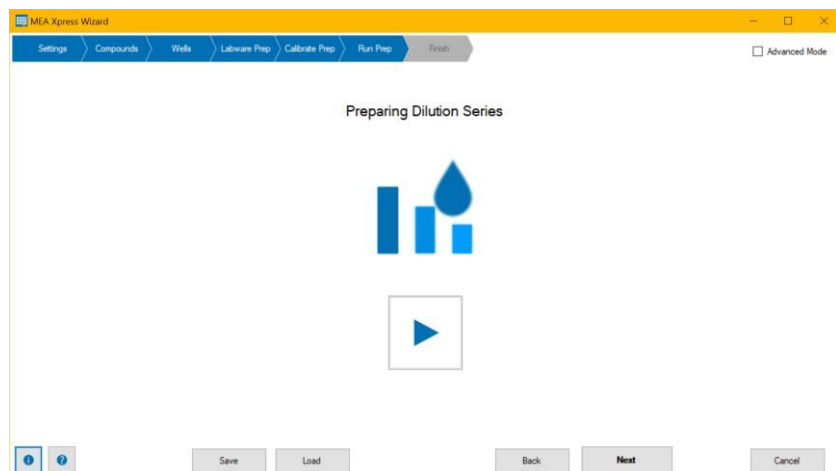 MEA Xpress Wizard
Settings Compounds Wells Labware Prep Calibrate Prep Run Prep Finish
Advanced Mode
Preparing Dilution Series
Save Load Back Next Cancel